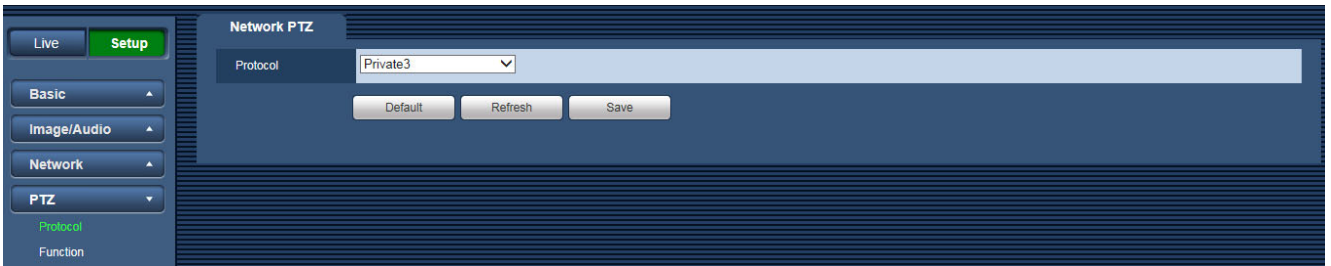 Live Setup
Basic
Image/Audio
Network
PTZ
Protocol
Function
Network PTZ
Protocol Private3
Default Refresh Save